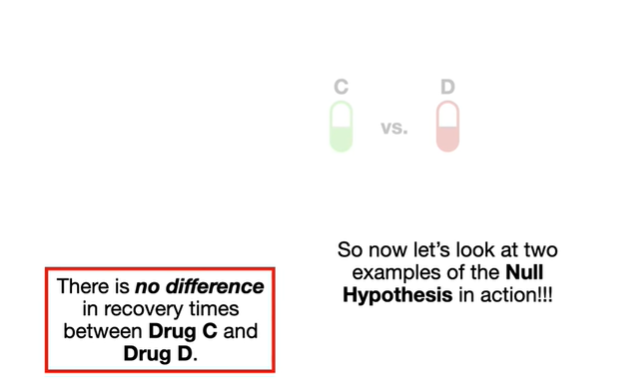 C
D
vs.
So now let’s look at two
examples of the Null
Hypothesis in action!!!
There is no difference
in recovery times
between Drug C and
Drug D.